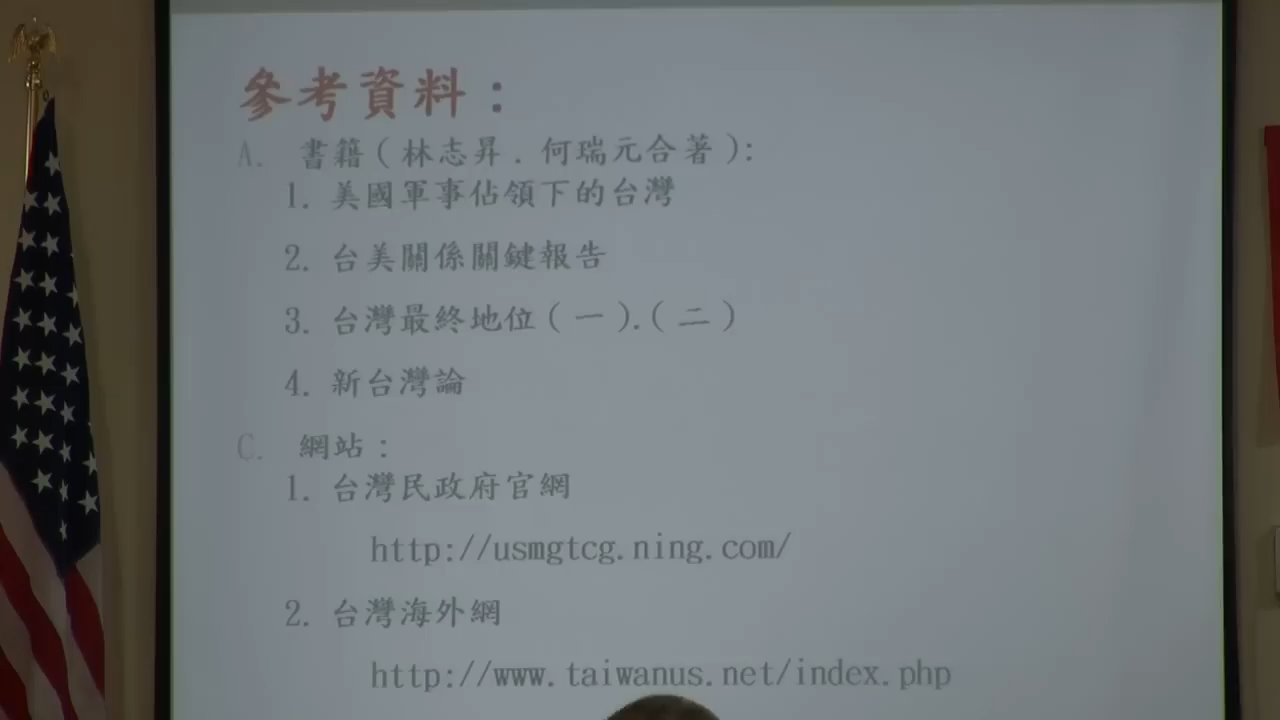 參考資料：
A. 書籍(林志昇.何瑞元合著):
1. 美國軍事佔領下的台灣
2. 台美關係關鍵報告
3. 台灣最終地位(一).(二)
4. 新台灣論
C. 網站：
1. 台灣民政府官網
http://usmgtcg.ning.com/
2. 台灣海外網
http://www.taiwanus.net/index.php